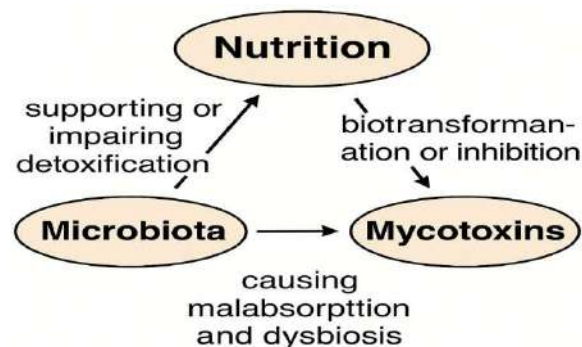 Nutrition
supporting or
impairing
detoxification
biotransforman-
ation or inhibition
Microbiota
Mycotoxins
causing
malabsorpttion
and dysbiosis